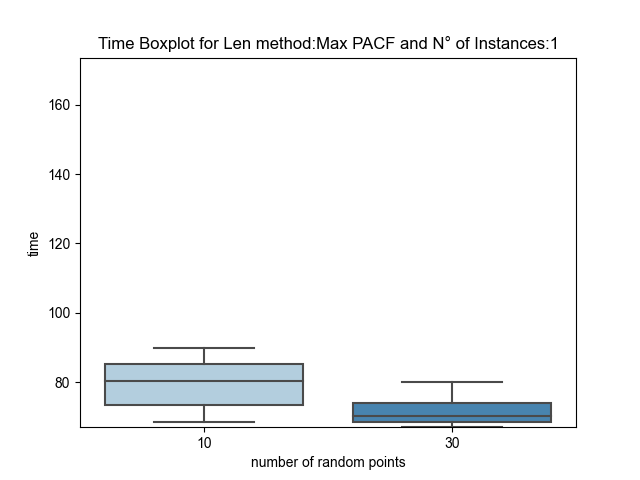 Time Boxplot for Len method:Max PACF and N° of Instances:1
160
140
120
100
80
time
10
30
number of random points